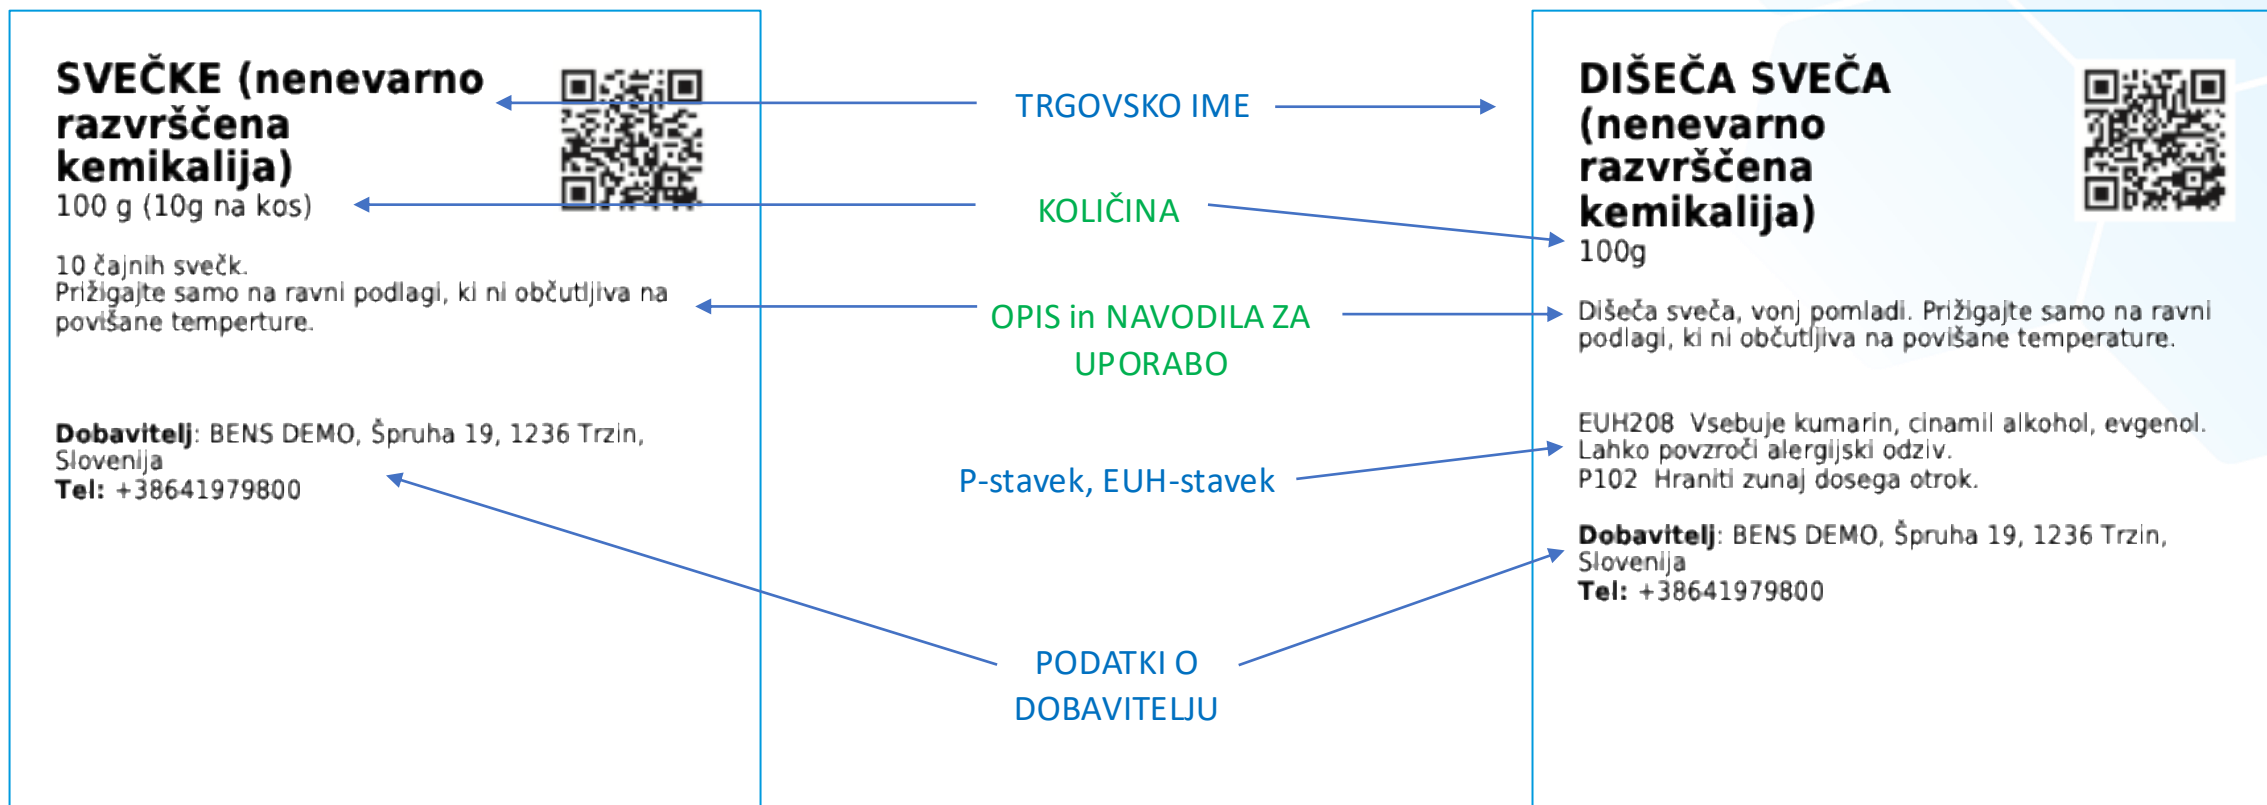 SVEČKE (nenevarno
razvrščena
kemikalija)
100 g (10g na kos)
10 čajnih svečk.
Prižigajte samo na ravni podlagi, ki ni občutljiva na
povišane temperture.
Dobavitelj: BENS DEMO, Špruha 19, 1236 Trzin,
Slovenija
Tel: +38641979800
TRGOVSKO IME
KOLIČINA
OPIS in NAVODILA ZA
UPORABO
P-stavek, EUH-stavek
PODATKI O
DOBAVITELJU
DIŠEČA SVEČA
(nenevarno
razvrščena
kemikalija)
100g
Dišeča sveča, vonj pomladi. Prižigajte samo na ravni
podlagi, ki ni občutljiva na povišane temperature.
EUH208 Vsebuje kumarin, cinamil alkohol, evgenol.
Lahko povzroči alergijski odziv.
P102 Hraniti zunaj dosega otrok.
Dobavitelj: BENS DEMO, Špruha 19, 1236 Trzin,
Slovenija
Tel: +38641979800